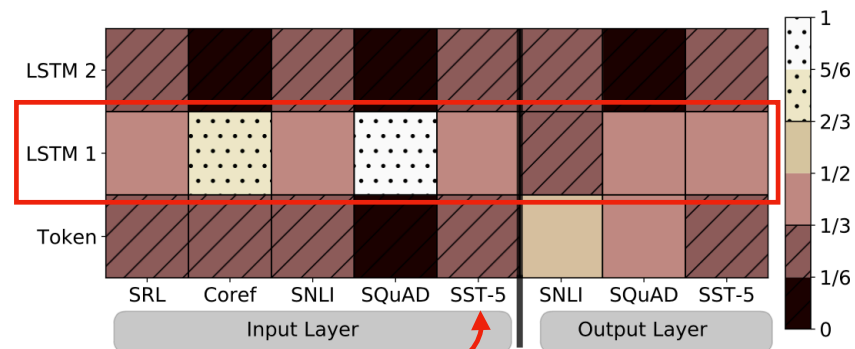 LSTM 2
LSTM 1
Token
SRL Coref SNLI SQuAD SST-5 SNLI SQuAD SST-5
Input Layer Output Layer
1
5/6
2/3
1/2
1/3
1/6
0